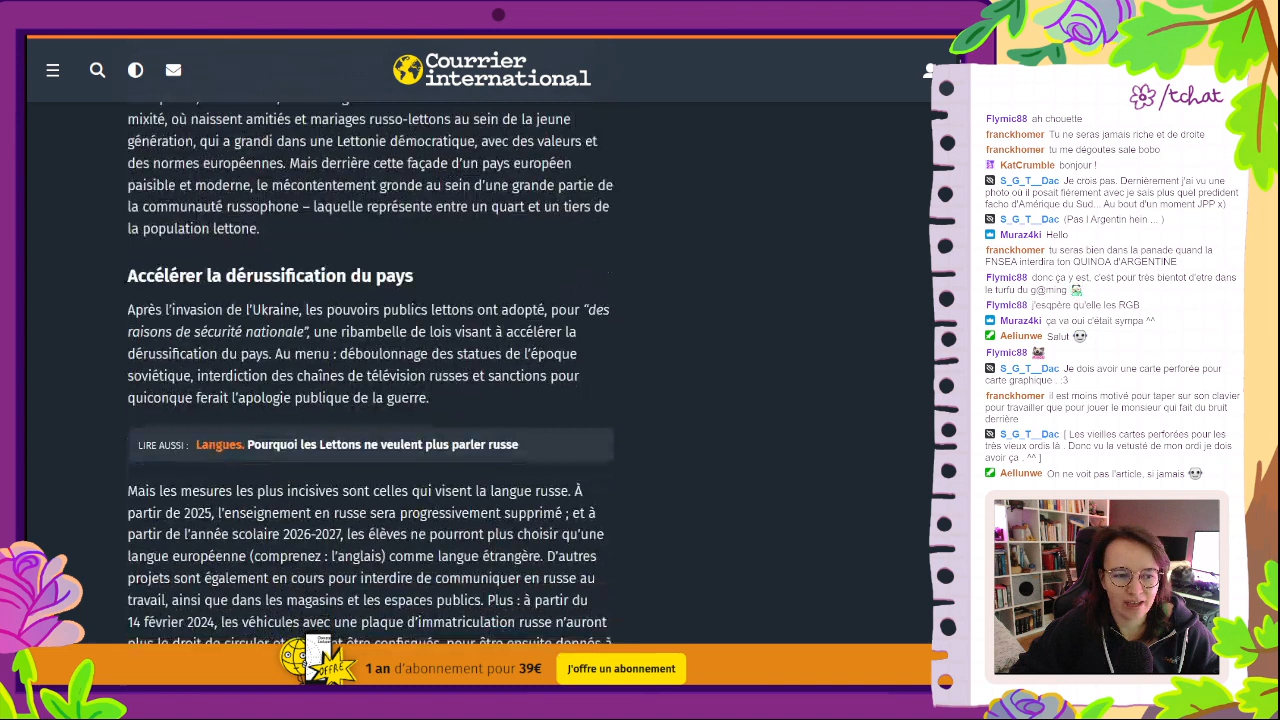 Courrier
international
mixité, où naissent amitiés et mariages russo-lettons au sein de la jeune
génération, qui a grandi dans une Lettonie démocratique, avec des valeurs et
des normes européennes. Mais derrière cette façade d’un pays européen
paisible et moderne, le mécontentement gronde au sein d’une grande partie de
la communauté russophone – laquelle représente entre un quart et un tiers de
la population lettone.
Accélérer la dérussification du pays
Après l’invasion de l’Ukraine, les pouvoirs publics lettons ont adopté, pour “des
raisons de sécurité nationale”, une ribambelle de lois visant à accélérer la
dérussification du pays. Au menu : déboulonnage des statues de l’époque
soviétique, interdiction des chaînes de télévision russes et sanctions pour
quiconque ferait l’apologie publique de la guerre.
LIRE AUSSI : Langues. Pourquoi les Lettons ne veulent plus parler russe
Mais les mesures les plus incisives sont celles qui visent la langue russe. À
partir de 2025, l’enseignement en russe sera progressivement supprimé ; et à
partir de l’année scolaire 2026-2027, les élèves ne pourront plus choisir qu’une
langue européenne (comprenez : l’anglais) comme langue étrangère. D’autres
projets sont également en cours pour interdire de communiquer en russe au
travail, ainsi que dans les magasins et les espaces publics. Plus : à partir du
14 février 2024, les véhicules avec une plaque d’immatriculation russe n’auront
plus le droit de circuler et être confisqués, pour être ensuite donnés à
OFFRE
1 an d’abonnement pour 39€
J’offre un abonnement
/tchat
Flymic88 ah chouette
franckhomer Tu ne seras jamais riche et de droite
franckhomer tu me dégoutes sale bobo
KatCrumble bonjour !
S_G_T__Dac Je crois pas. Dernièrement j'ai vu une
photo où il posait fièrement avec je sais plus quel predident
facho d'Amérique du Sud... Au bout d'un moment JPP x)
S_G_T__Dac (Pas l Argentin hein ... )
Muraz4ki Hello
franckhomer tu seras bien dans la panade quand la
FNSEA interdira ton QUINOA d'ARGENTINE
Flymic88 donc ça y est, c'est pour très bientot d'etre dans
le turfu du g@ming
Flymic88 j'esqpère qu'elle les RGB
Muraz4ki ça va oui c'était sympa ^^
Aeliunwe Salut
Flymic88
S_G_T__Dac Je dois avoir une carte perforée pour
carte graphique . :3
franckhomer il est moins motivé pour taper sur son clavier
pour travailler que pour jouer le monsieur qui fait du bruit
derrière
S_G_T__Dac [ Les vieilles cartes perforées pour les
très vieux ordis là . Donc vu la vetusté de mon ordi je dois
avoir ça . ^^ ]
Aeliunwe On ne voit pas l'article, si jamais